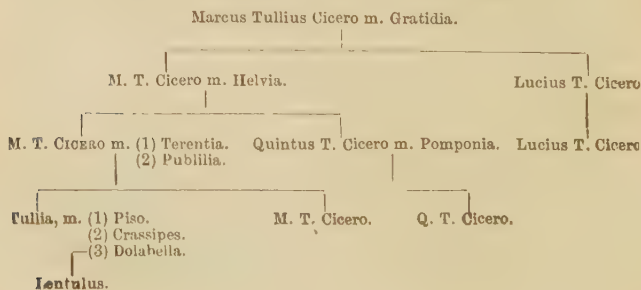 Marcus Tullius Cicero m. Gratidia.
M. T. Cicero m. Helvia. Lucius T. Cicero
M. T. CICERO m. (1) Terentia. Quintus T. Cicero m. Pomponia. Lucius T. Cicero
(2) Publilia.
Tullia, m. (1) Piso. M. T. Cicero. Q. T. Cicero.
(2) Crassipes.
(3) Dolabella.
Lentulus.